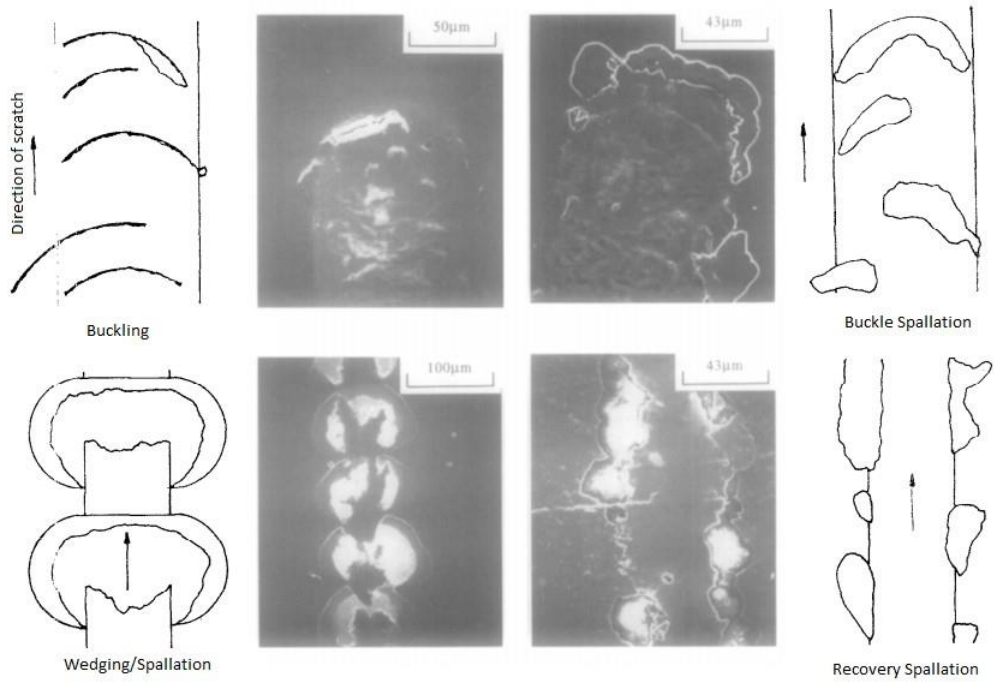 50μm
43μm
Direction of scratch
Buckling
Buckle Spallation
100μm
43μm
Wedging/Spallation
Recovery Spallation